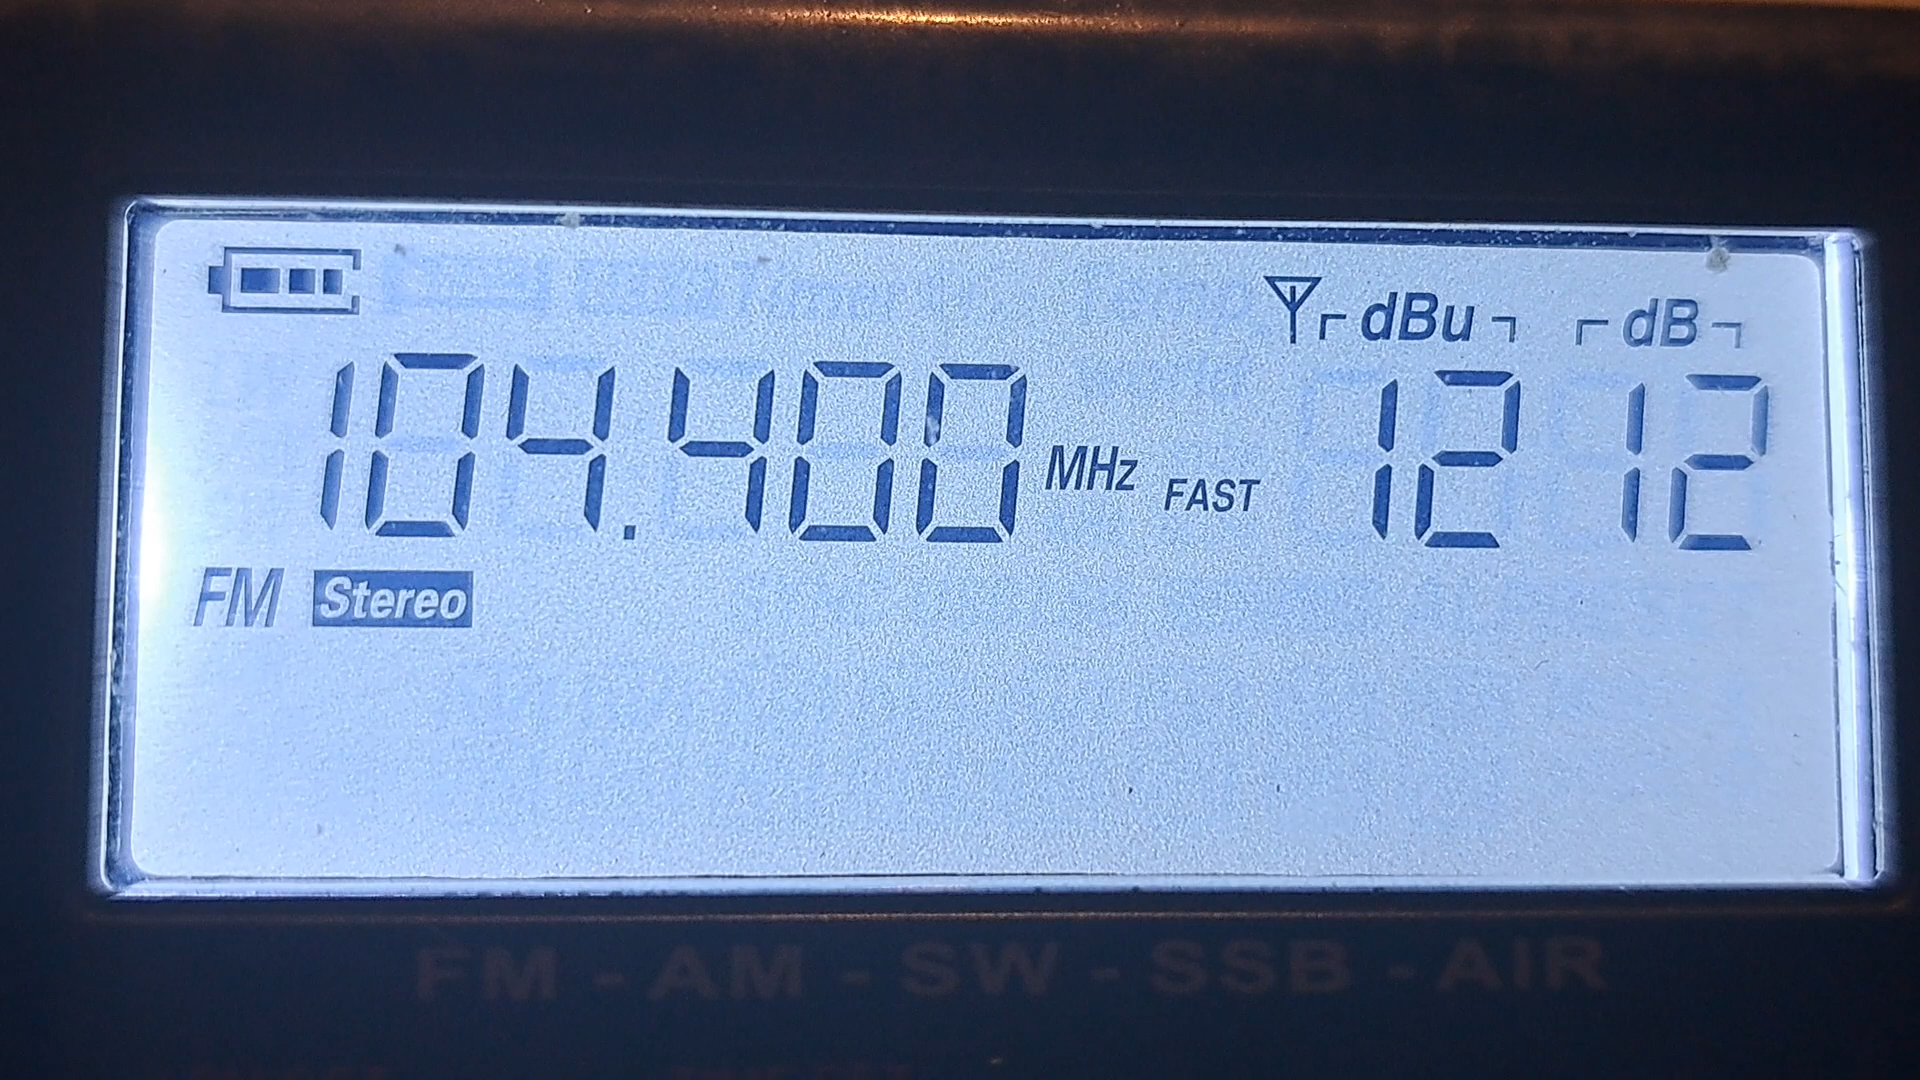 dBu dB
104.400 MHz FAST 12 12
FM Stereo
FM - AM - SW - SSB - AIR